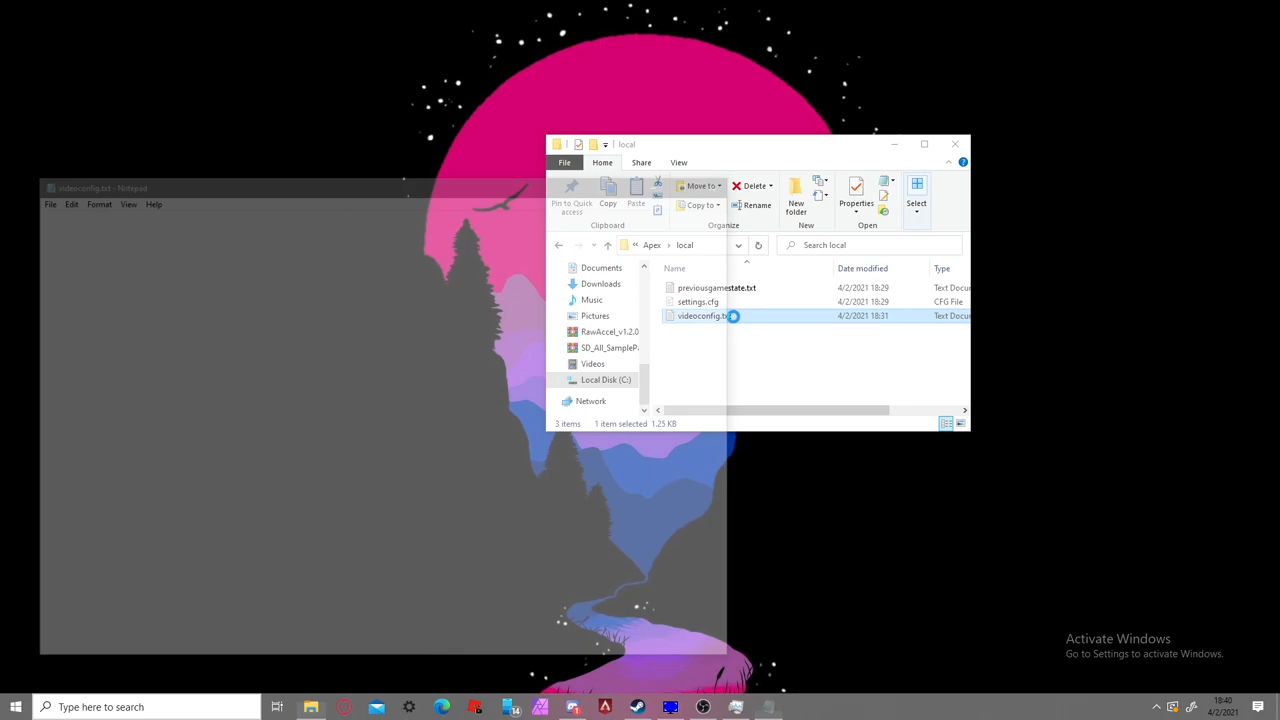 local
File Home Share View
videoconfig.txt - Notepad
File Edit Format View Help
Pin to Quick access
Copy
Paste
Clipboard
Move to
Copy to
Delete
Rename
Organize
New folder
New
Properties
Open
Select
Apex > local
Search local
Documents
Downloads
Music
Pictures
RawAccel_v1.2.0
SD_All_SampleP
Videos
Local Disk (C:)
Network
Name Date modified Type
previousgamestate.txt 4/2/2021 18:29 Text Docu
settings.cfg 4/2/2021 18:29 CFG File
videoconfig.tx 4/2/2021 18:31 Text Docu
3 items 1 item selected 1.25 KB
Activate Windows
Go to Settings to activate Windows.
Type here to search
14
1
18:40
4/2/2021